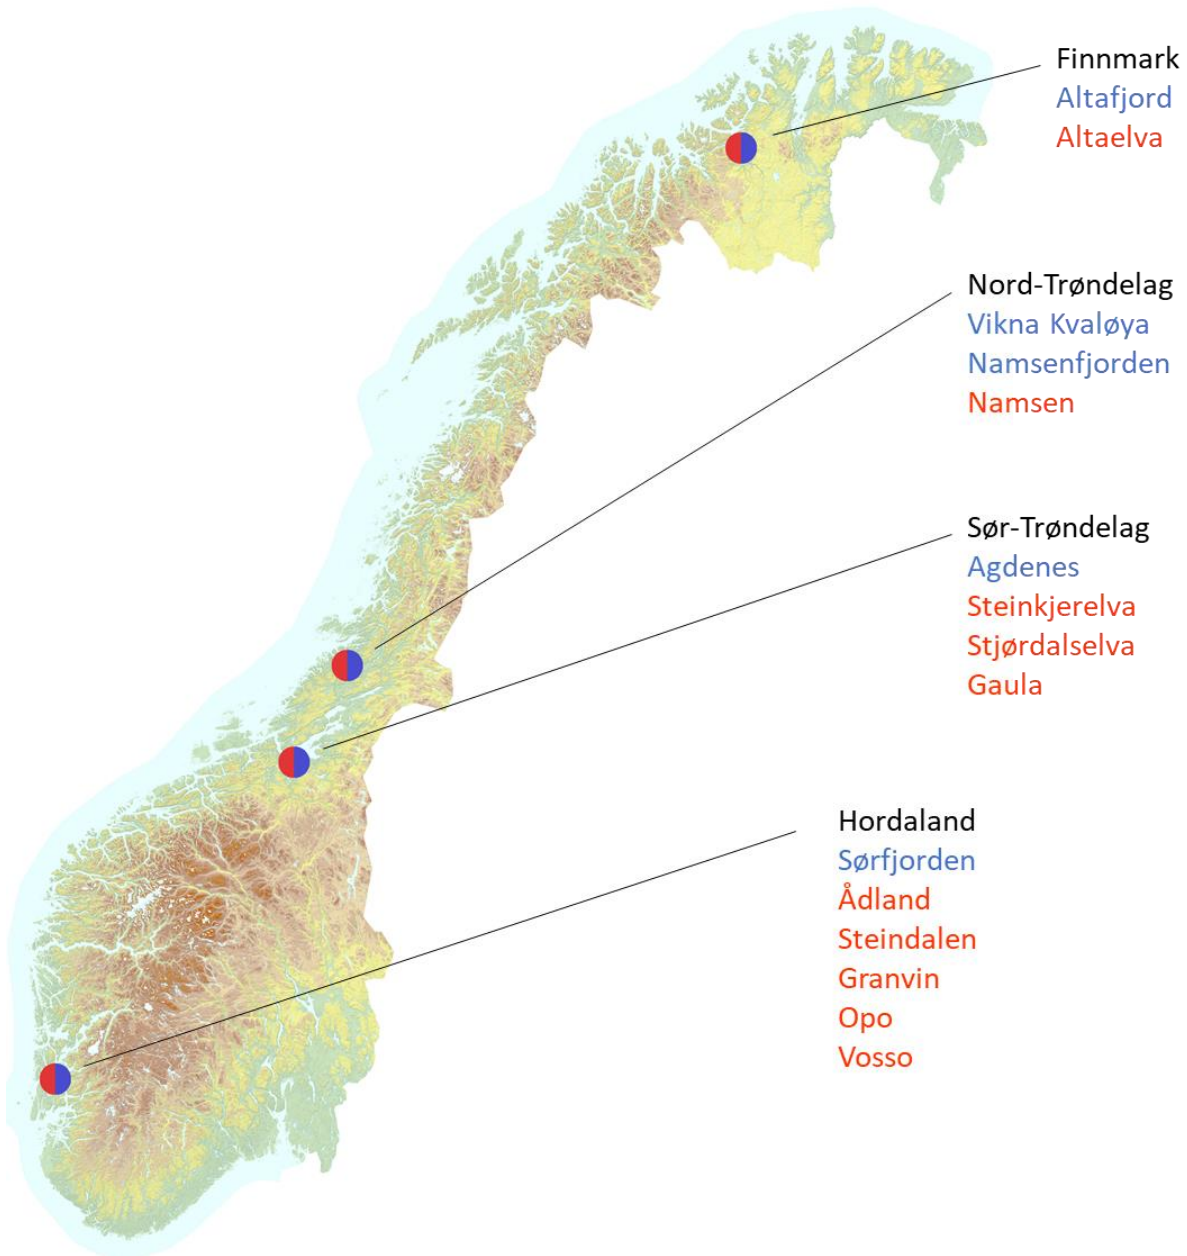 Finnmark
Altafjord
Altaelva
Nord-Trøndelag
Vikna Kvaløya
Namsenfjorden
Namsen
Sør-Trøndelag
Agdenes
Steinkjerelva
Stjørdalselva
Gaula
Hordaland
Sørfjorden
Ådland
Steindalen
Granvin
Opo
Vosso